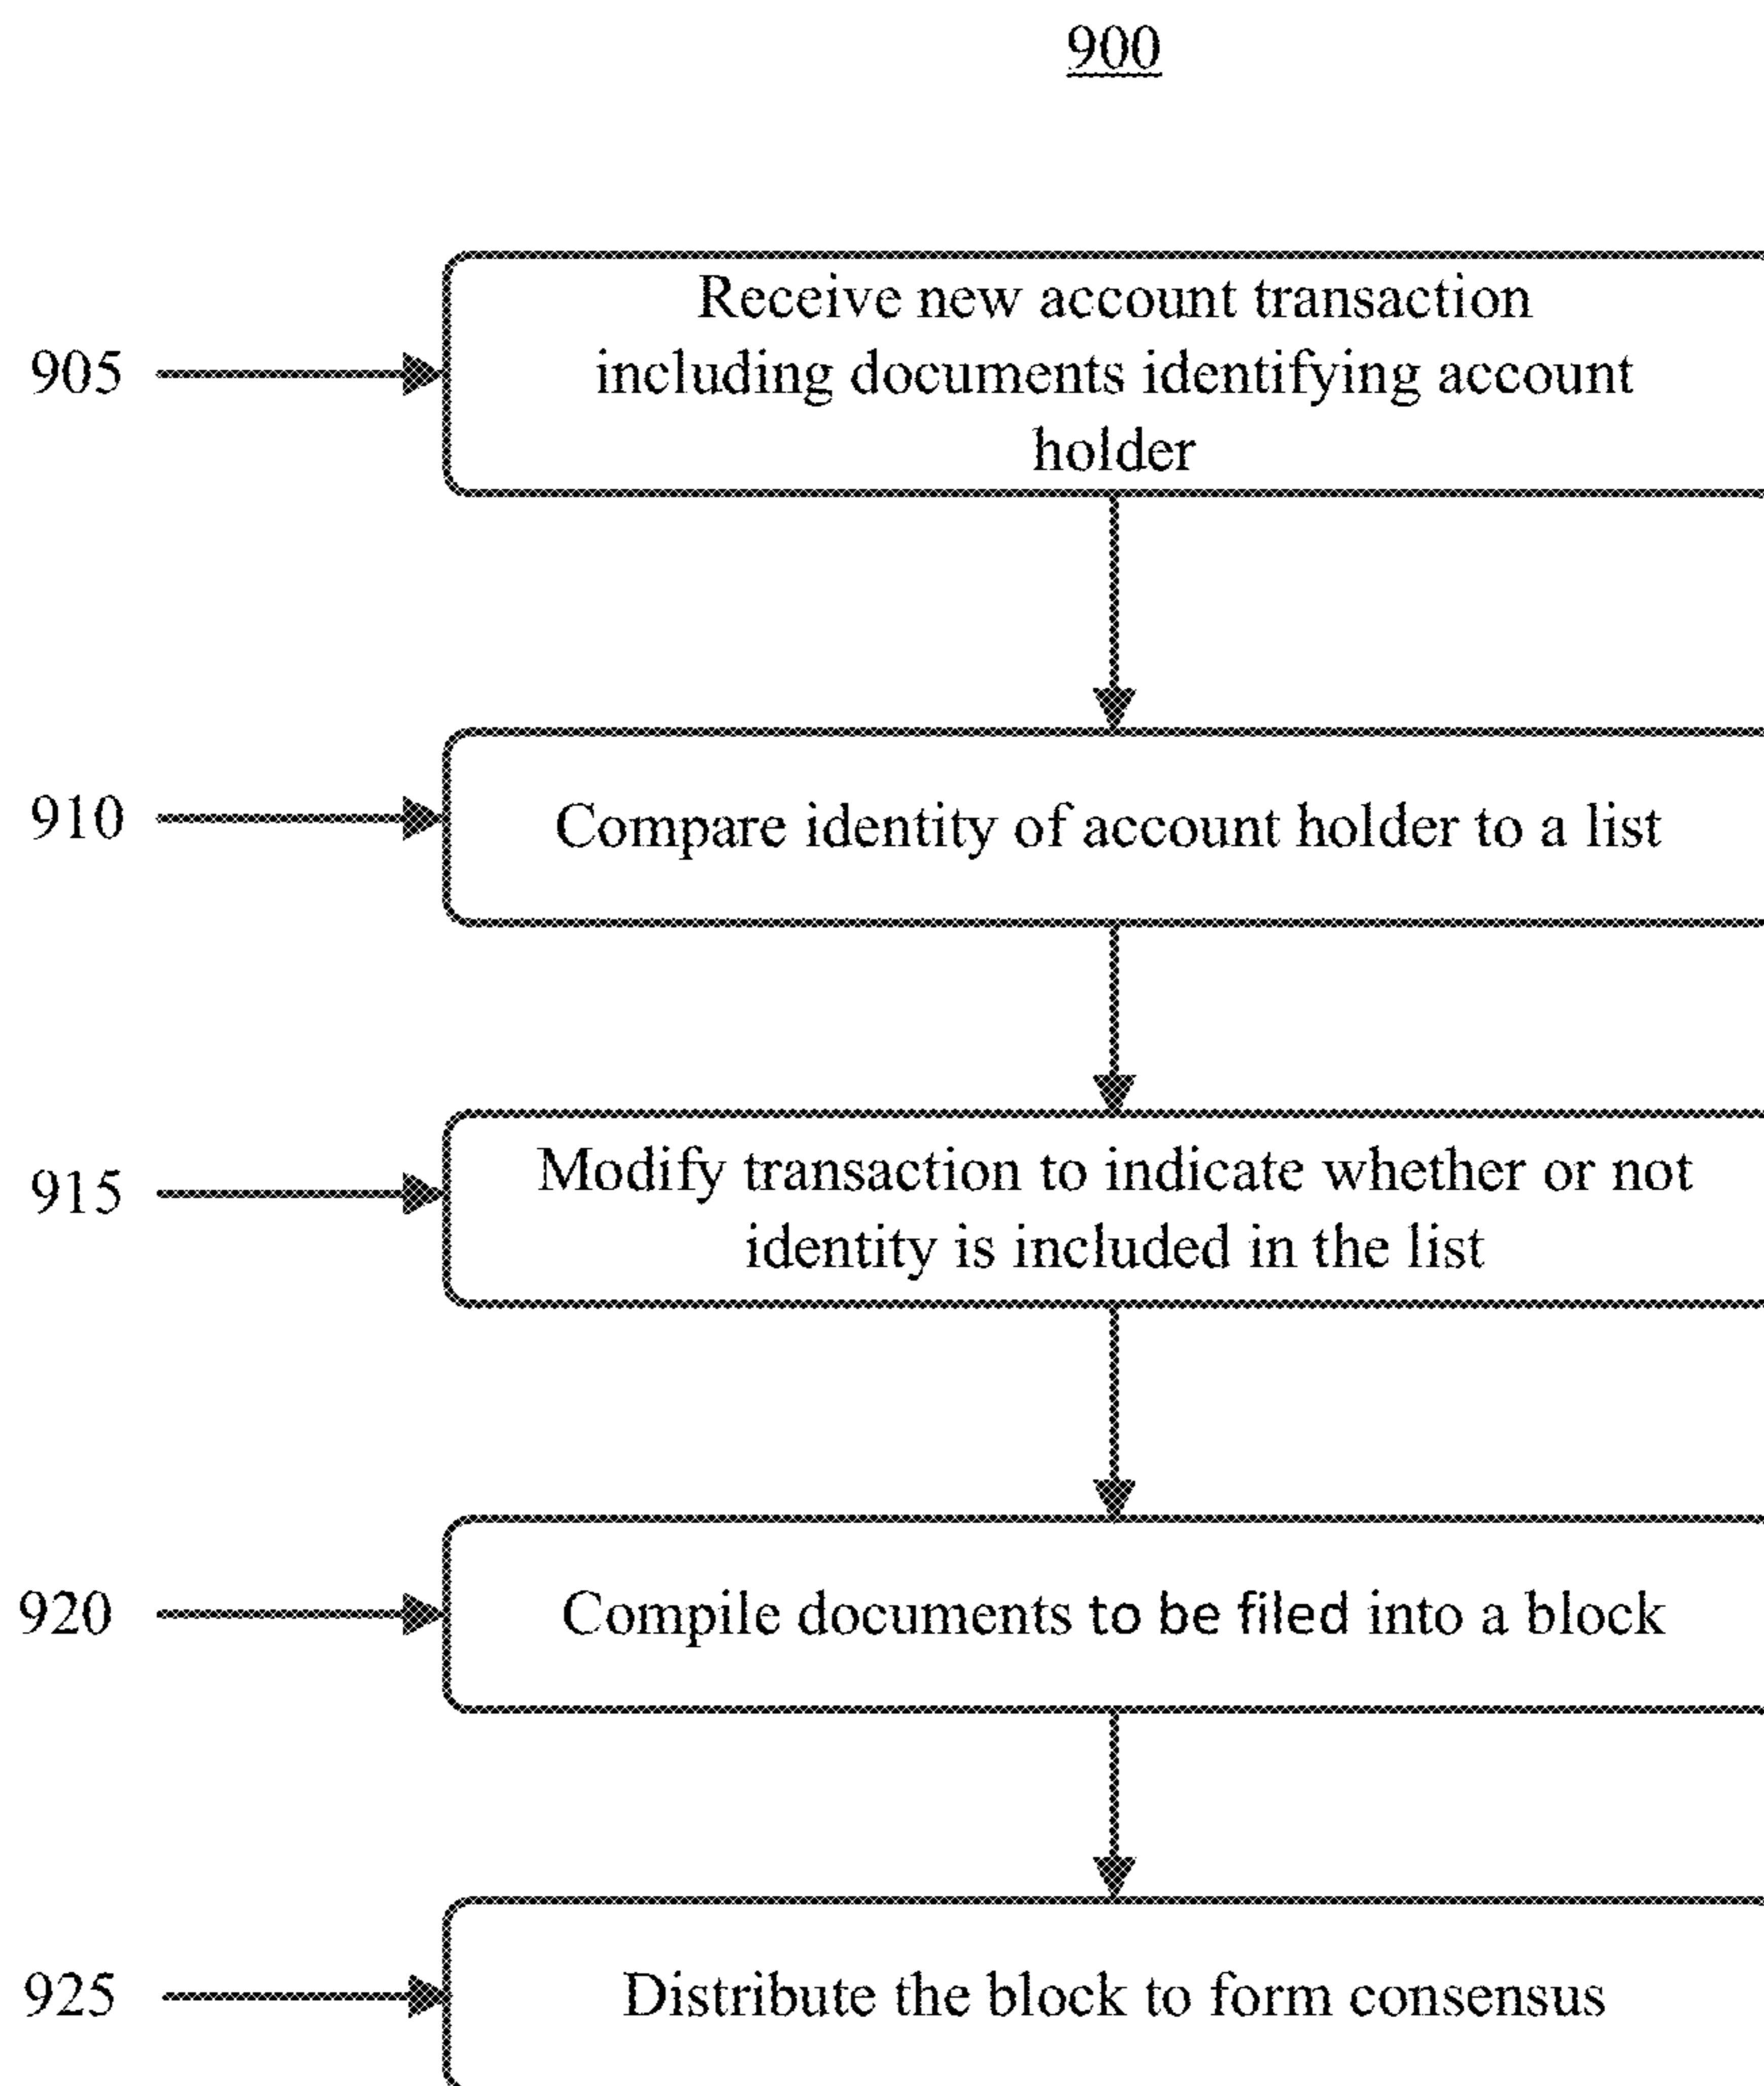 900
905
Receive new account transaction
including documents identifying account
holder
910
Compare identity of account holder to a list
915
Modify transaction to indicate whether or not
identity is included in the list
920
Compile documents to be filed into a block
925
Distribute the block to form consensus